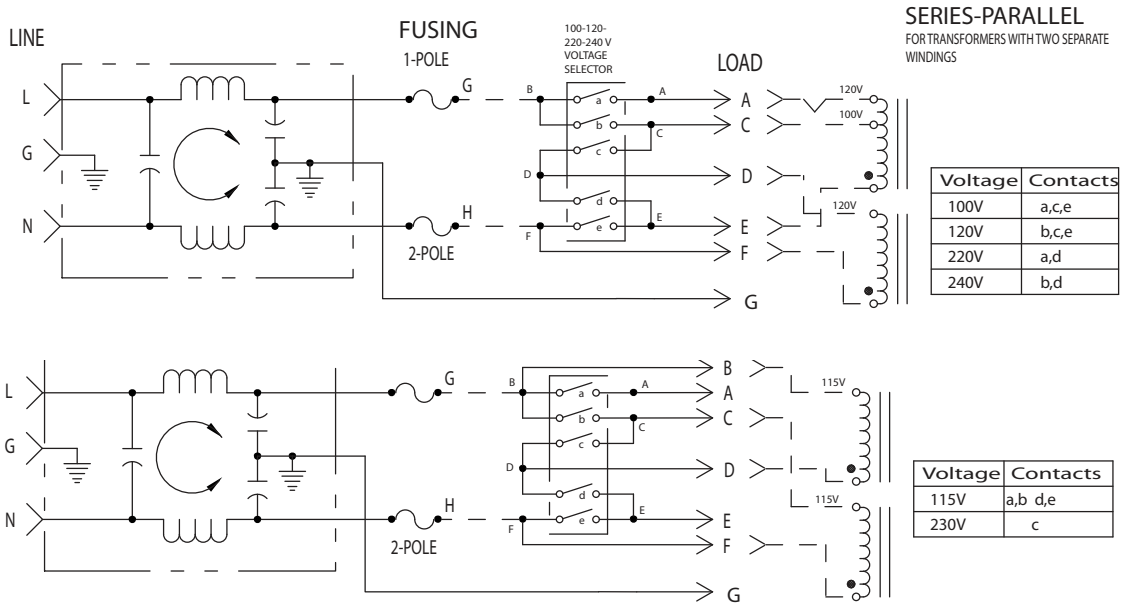 SERIES-PARALLEL
FOR TRANSFORMERS WITH TWO SEPARATE
WINDINGS
LINE
FUSING
1-POLE
100-120-
220-240 V
VOLTAGE
SELECTOR
LOAD
L
G
B
a
A
A
120V
b
C
C
100V
G
c
D
D
d
120V
N
H
F
e
E
E
2-POLE
F
G
Voltage Contacts
100V a,c,e
120V b,c,e
220V a,d
240V b,d
B
L
G
B
a
A
A
115V
b
C
C
G
c
D
D
d
115V
N
H
F
e
E
E
2-POLE
F
G
Voltage Contacts
115V a,b d,e
230V c